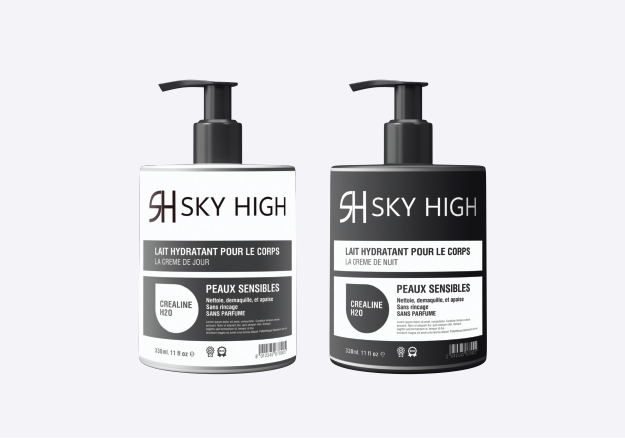 SH SKY HIGH
LAIT HYDRATANT POUR LE CORPS
LA CREME DE JOUR
CREALINE
H2O
PEAUX SENSIBLES
Nettoie, demaquille, et apaise
Sans rincage
SANS PARFUME
330ml. 11 fl oz e
SH SKY HIGH
LAIT HYDRATANT POUR LE CORPS
LA CREME DE NUIT
CREALINE
H2O
PEAUX SENSIBLES
Nettoie, demaquille, et apaise
Sans rincage
SANS PARFUME
330ml. 11 fl oz e